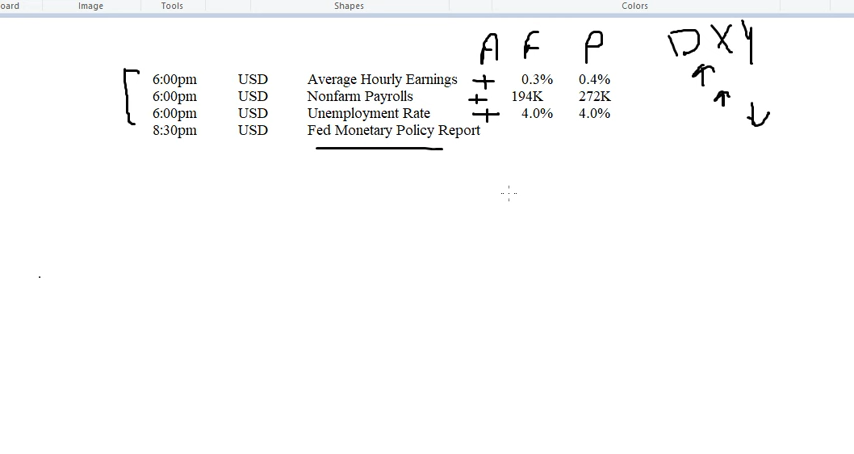 oard Image Tools Shapes Colors
A F P DXY
6:00pm USD Average Hourly Earnings + 0.3% 0.4%
6:00pm USD Nonfarm Payrolls + 194K 272K
6:00pm USD Unemployment Rate + 4.0% 4.0%
8:30pm USD Fed Monetary Policy Report